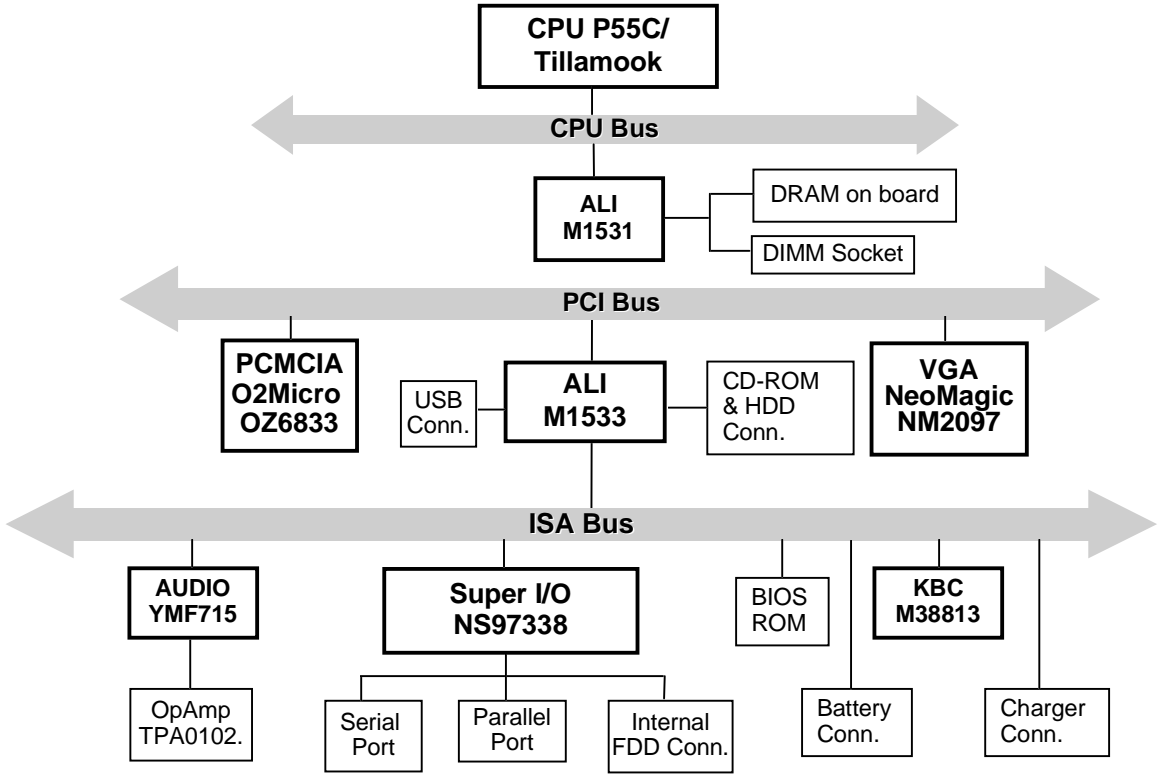 CPU P55C/
Tillamook
CPU Bus
ALI
M1531
DRAM on board
DIMM Socket
PCI Bus
PCMCIA
O2Micro
OZ6833
USB
Conn.
ALI
M1533
CD-ROM
& HDD
Conn.
VGA
NeoMagic
NM2097
ISA Bus
AUDIO
YMF715
Super I/O
NS97338
BIOS
ROM
KBC
M38813
OpAmp
TPA0102.
Serial
Port
Parallel
Port
Internal
FDD Conn.
Battery
Conn.
Charger
Conn.